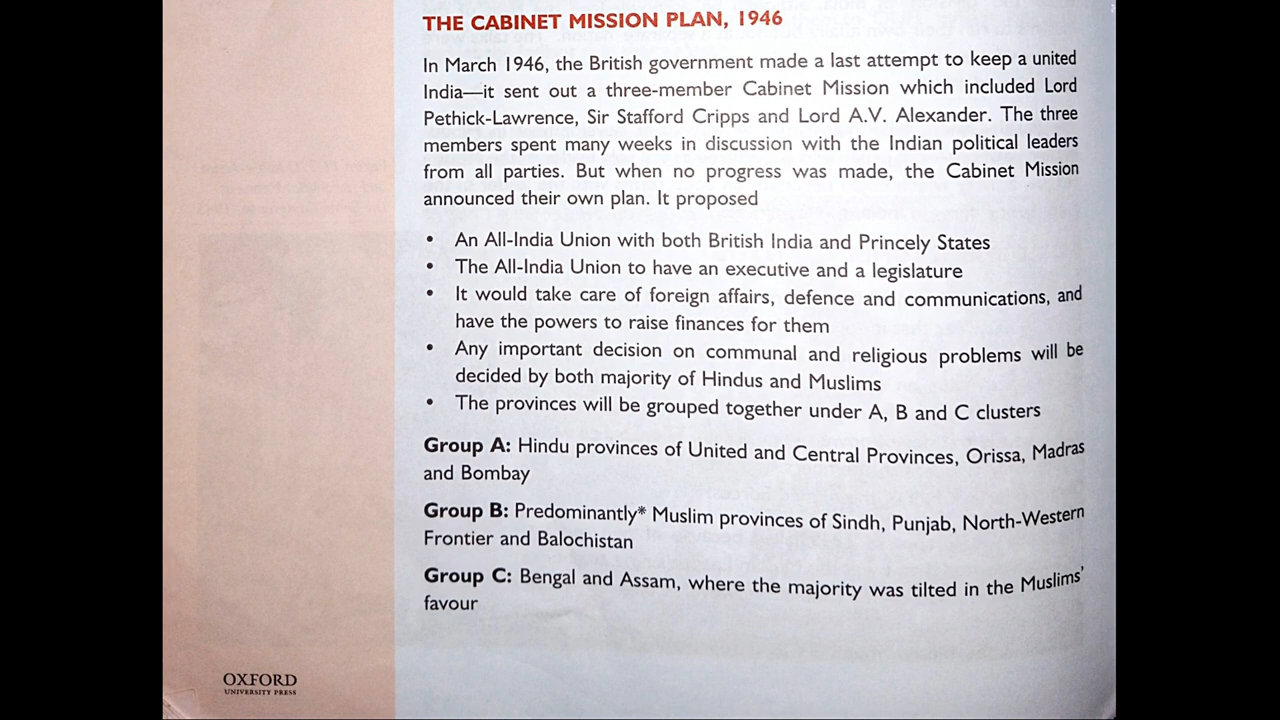 THE CABINET MISSION PLAN, 1946
In March 1946, the British government made a last attempt to keep a united
India—it sent out a three-member Cabinet Mission which included Lord
Pethick-Lawrence, Sir Stafford Cripps and Lord A.V. Alexander. The three
members spent many weeks in discussion with the Indian political leaders
from all parties. But when no progress was made, the Cabinet Mission
announced their own plan. It proposed
• An All-India Union with both British India and Princely States
• The All-India Union to have an executive and a legislature
• It would take care of foreign affairs, defence and communications, and
have the powers to raise finances for them
• Any important decision on communal and religious problems will be
decided by both majority of Hindus and Muslims
• The provinces will be grouped together under A, B and C clusters
Group A: Hindu provinces of United and Central Provinces, Orissa, Madras
and Bombay
Group B: Predominantly* Muslim provinces of Sindh, Punjab, North-Western
Frontier and Balochistan
Group C: Bengal and Assam, where the majority was tilted in the Muslims'
favour
OXFORD
UNIVERSITY PRESS